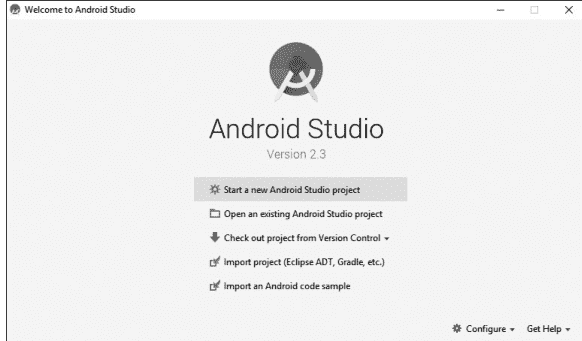 Welcome to Android Studio
Android Studio
Version 2.3
Start a new Android Studio project
Open an existing Android Studio project
Check out project from Version Control
Import project (Eclipse ADT, Gradle, etc.)
Import an Android code sample
Configure Get Help